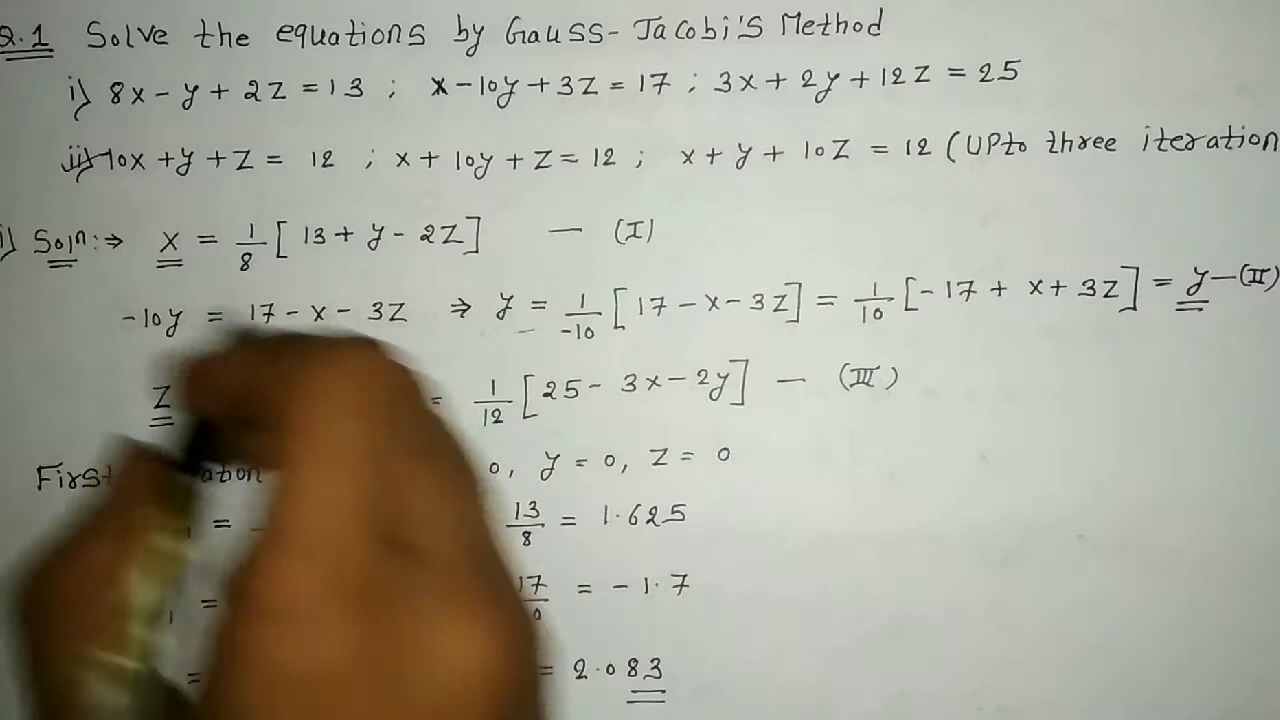 Q.1 Solve the equations by Gauss-Jacobi'S Method
i) 8x - y + 2z = 13 ; x - 10y + 3z = 17 ; 3x + 2y + 12z = 25
ii) 10x + y + z = 12 ; x + 10y + z = 12 ; x + y + 10z = 12 (UPto three iteration
i) Soln:⇒ x = 1/8 [13 + y - 2z] — (I)
-10y = 17 - x - 3z ⇒ y = 1/-10 [17 - x - 3z] = 1/10 [-17 + x + 3z] = y — (II)
z = 1/12 [25 - 3x - 2y] — (III)
First 0, y = 0, z = 0
1 = 13/8 = 1.625
1 = = -1.7
= = 2.083